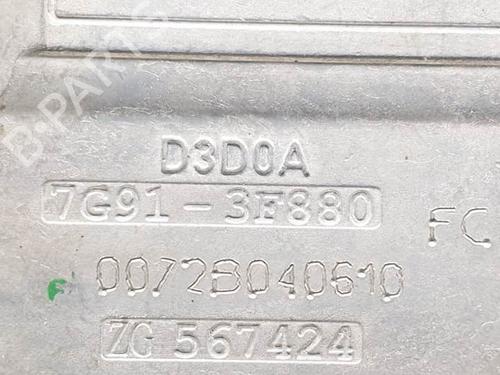 B-PARTS
D3D0A
7G91-3F880
FC
0072B040610
ZG 567424